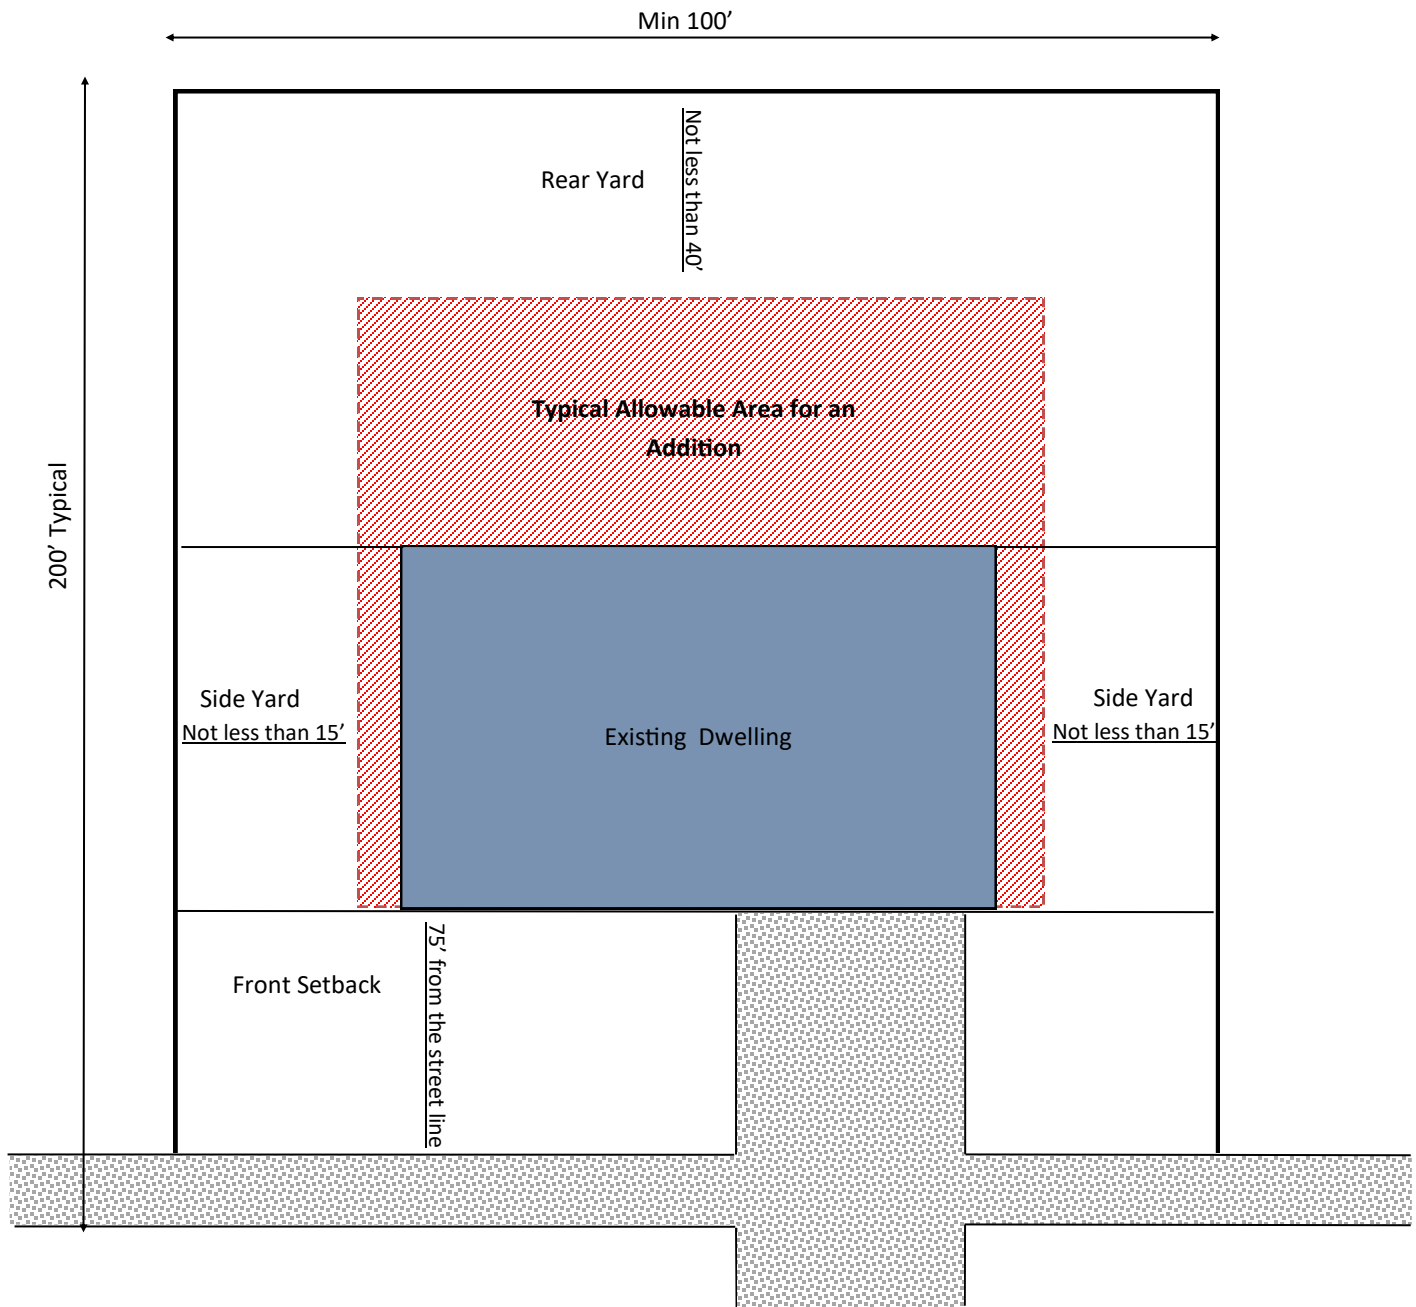 Min 100’
Not less than 40’
Rear Yard
Typical Allowable Area for an
Addition
200’ Typical
Side Yard
Not less than 15’
Existing  Dwelling
Side Yard
Not less than 15’
75’ from the street line
Front Setback